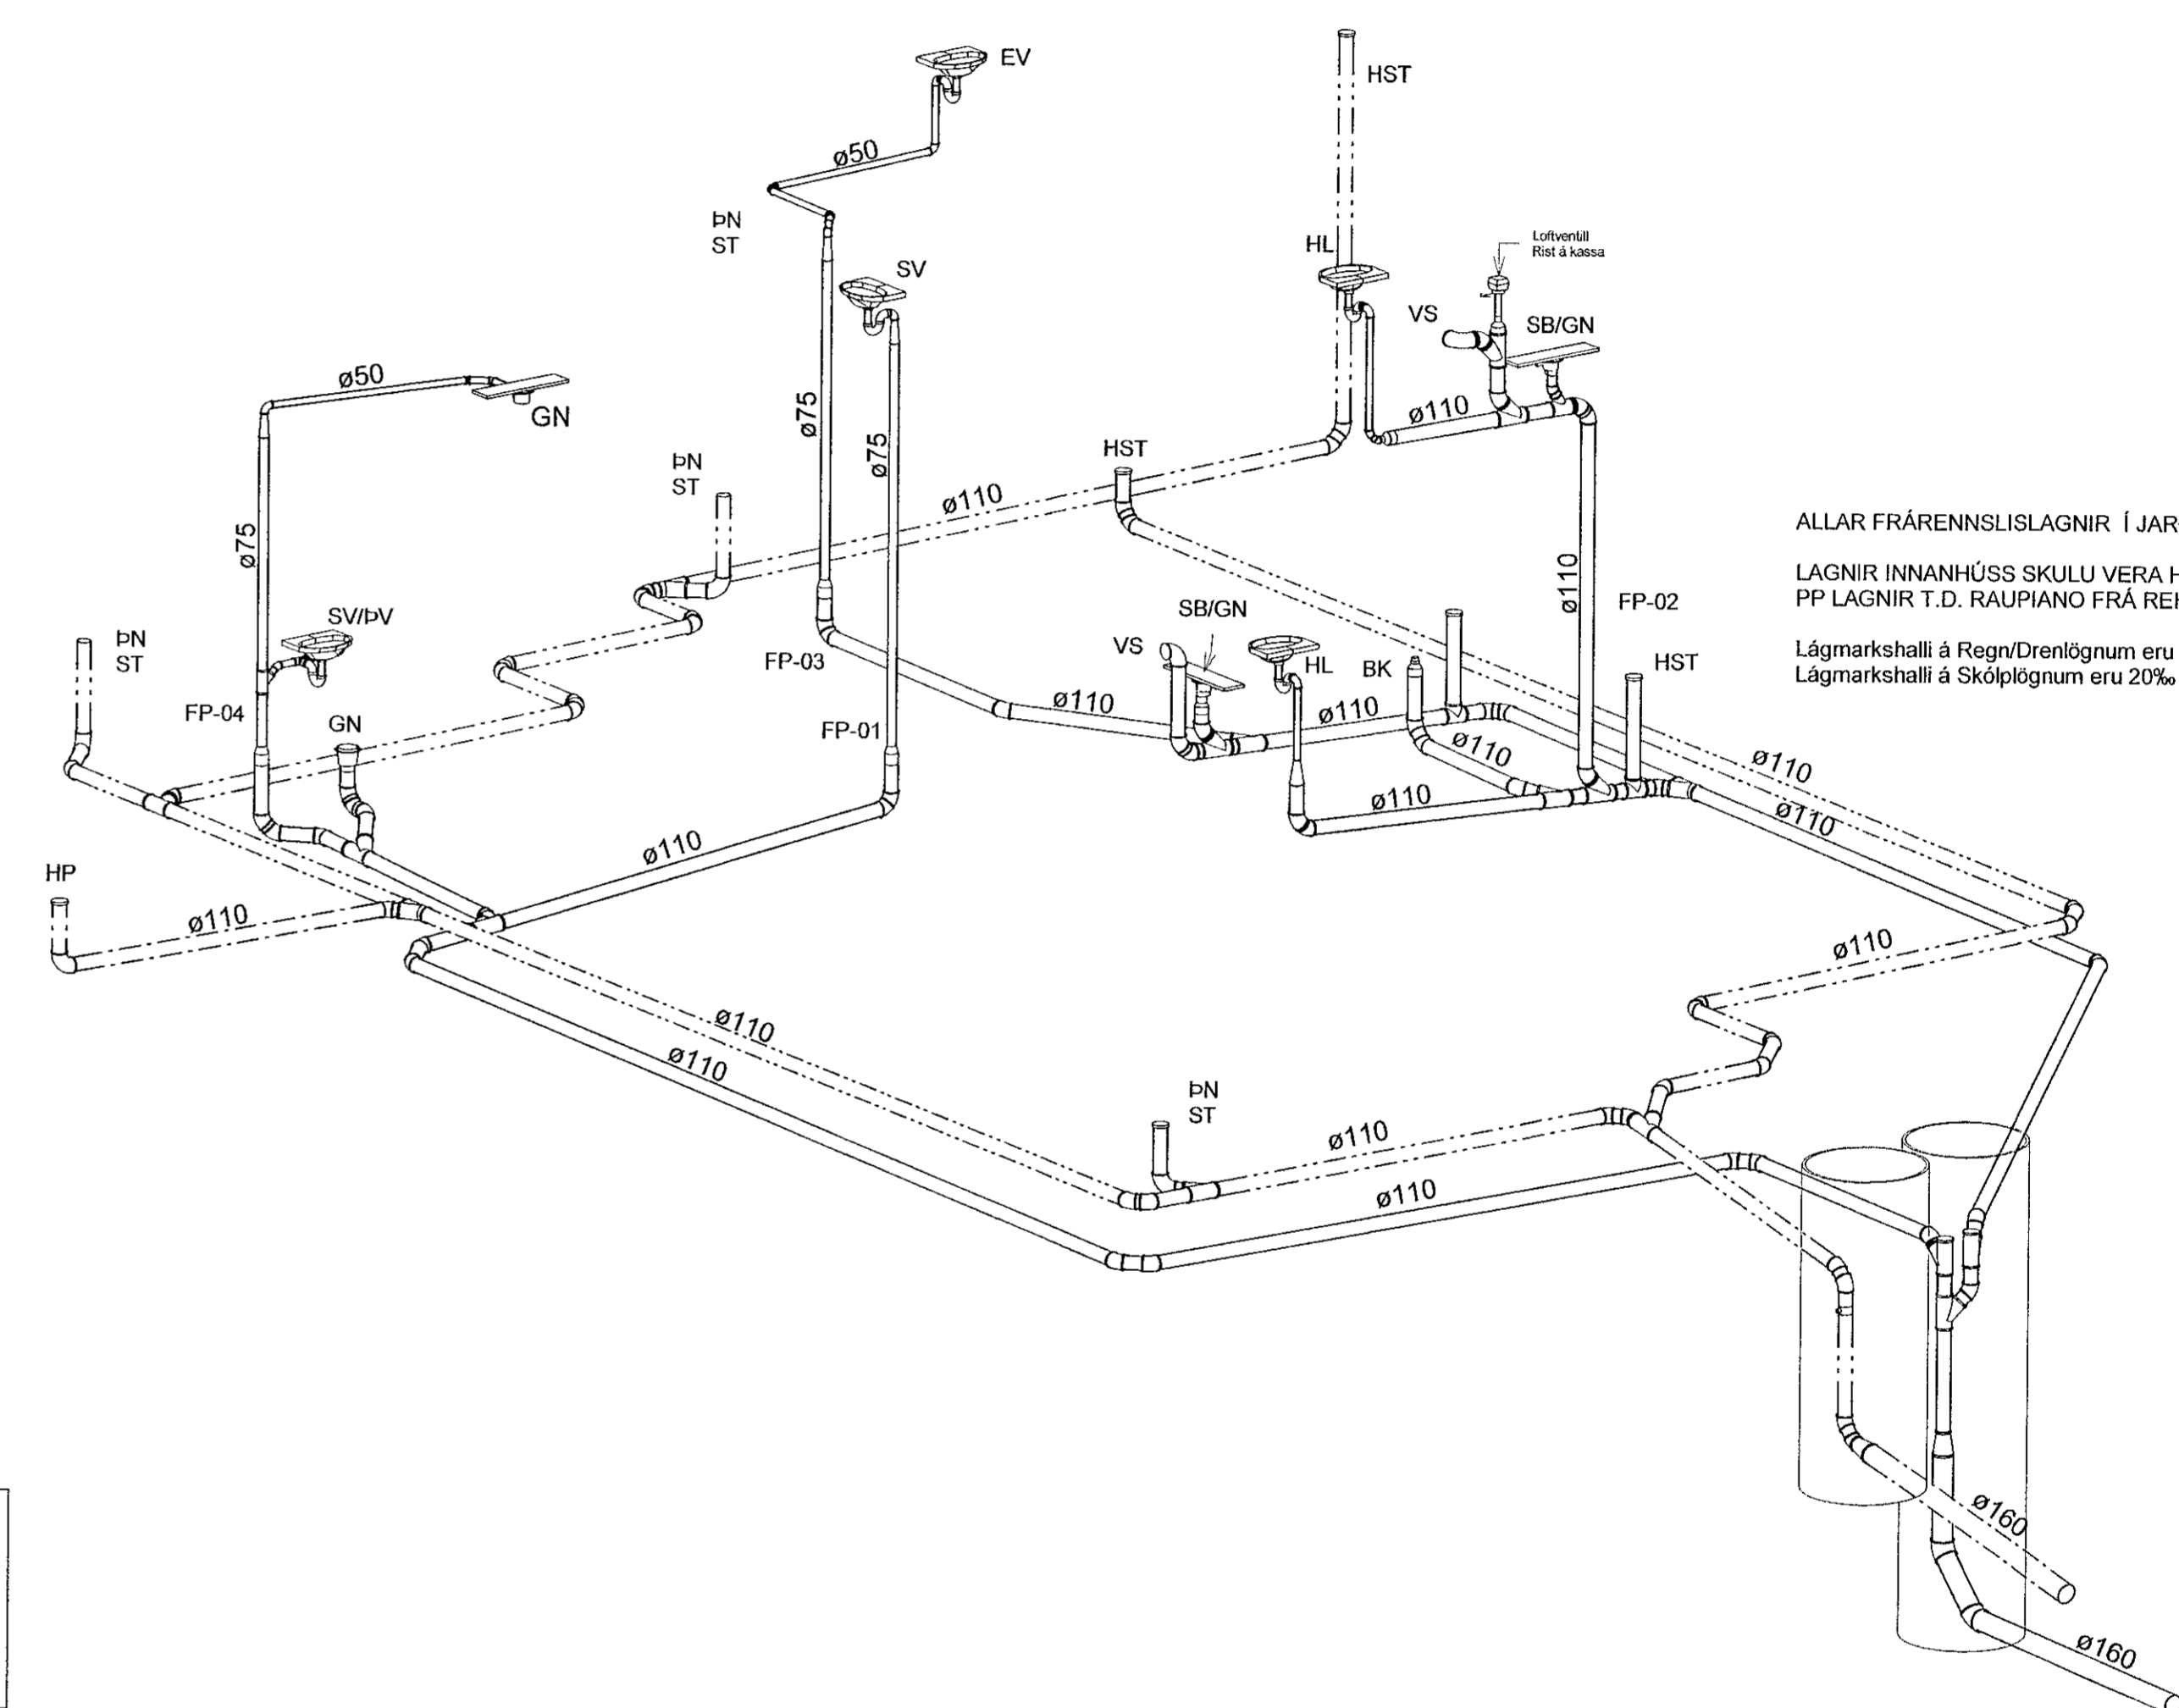 EV
HST
ø50
ÞN
ST
SV
HL
Loftventill
Rist á kassa
VS
SB/GN
ø50
GN
ø75
ø75
ø110
HST
ÞN
ST
ø110
ø75
ALLAR FRÁRENNSLISLAGNIR Í JAR
LAGNIR INNANHÚSS SKULU VERA H
PP LAGNIR T.D. RAUPIANO FRÁ REH
Lágmarkshalli á Regn/Drenlögnum eru
Lágmarkshalli á Skólplögnum eru 20‰
ø110
FP-02
SV/ÞV
ÞN
ST
SB/GN
VS
FP-03
HL
BK
HST
FP-04
GN
FP-01
ø110
ø110
ø110
ø110
ø110
ø110
ø110
HP
ø110
ø110
ø110
ø110
ÞN
ST
ø110
ø110
ø160
ø160